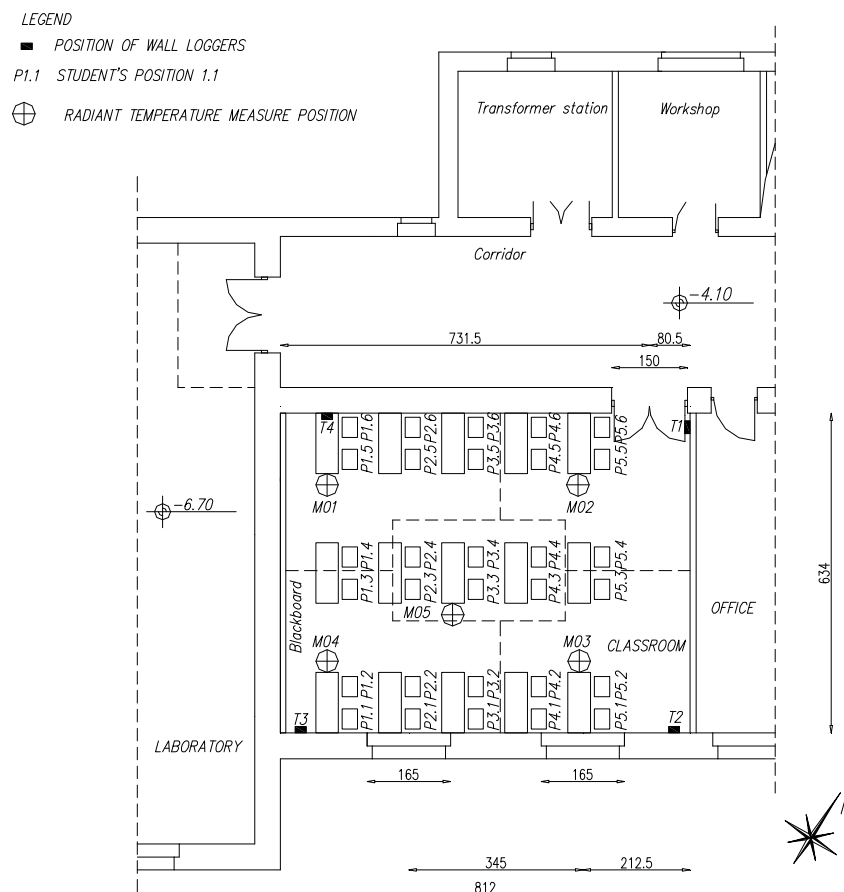 LEGEND
POSITION OF WALL LOGGERS
P1.1 STUDENT'S POSITION 1.1
RADIANT TEMPERATURE MEASURE POSITION
Transformer station
Workshop
Corridor
-4.10
731.5
80.5
150
T4
P1.6
P2.6
P3.6
P4.6
P5.6
T1
P1.5
P2.5
P3.5
P4.5
P5.5
M01
M02
-6.70
P1.4
P2.4
P3.4
P4.4
P5.4
P1.3
P2.3
P3.3
P4.3
P5.3
634
Blackboard
M05
OFFICE
M04
M03
CLASSROOM
P1.2
P2.2
P3.2
P4.2
P5.2
P1.1
P2.1
P3.1
P4.1
P5.1
T3
T2
LABORATORY
165
165
345
212.5
812